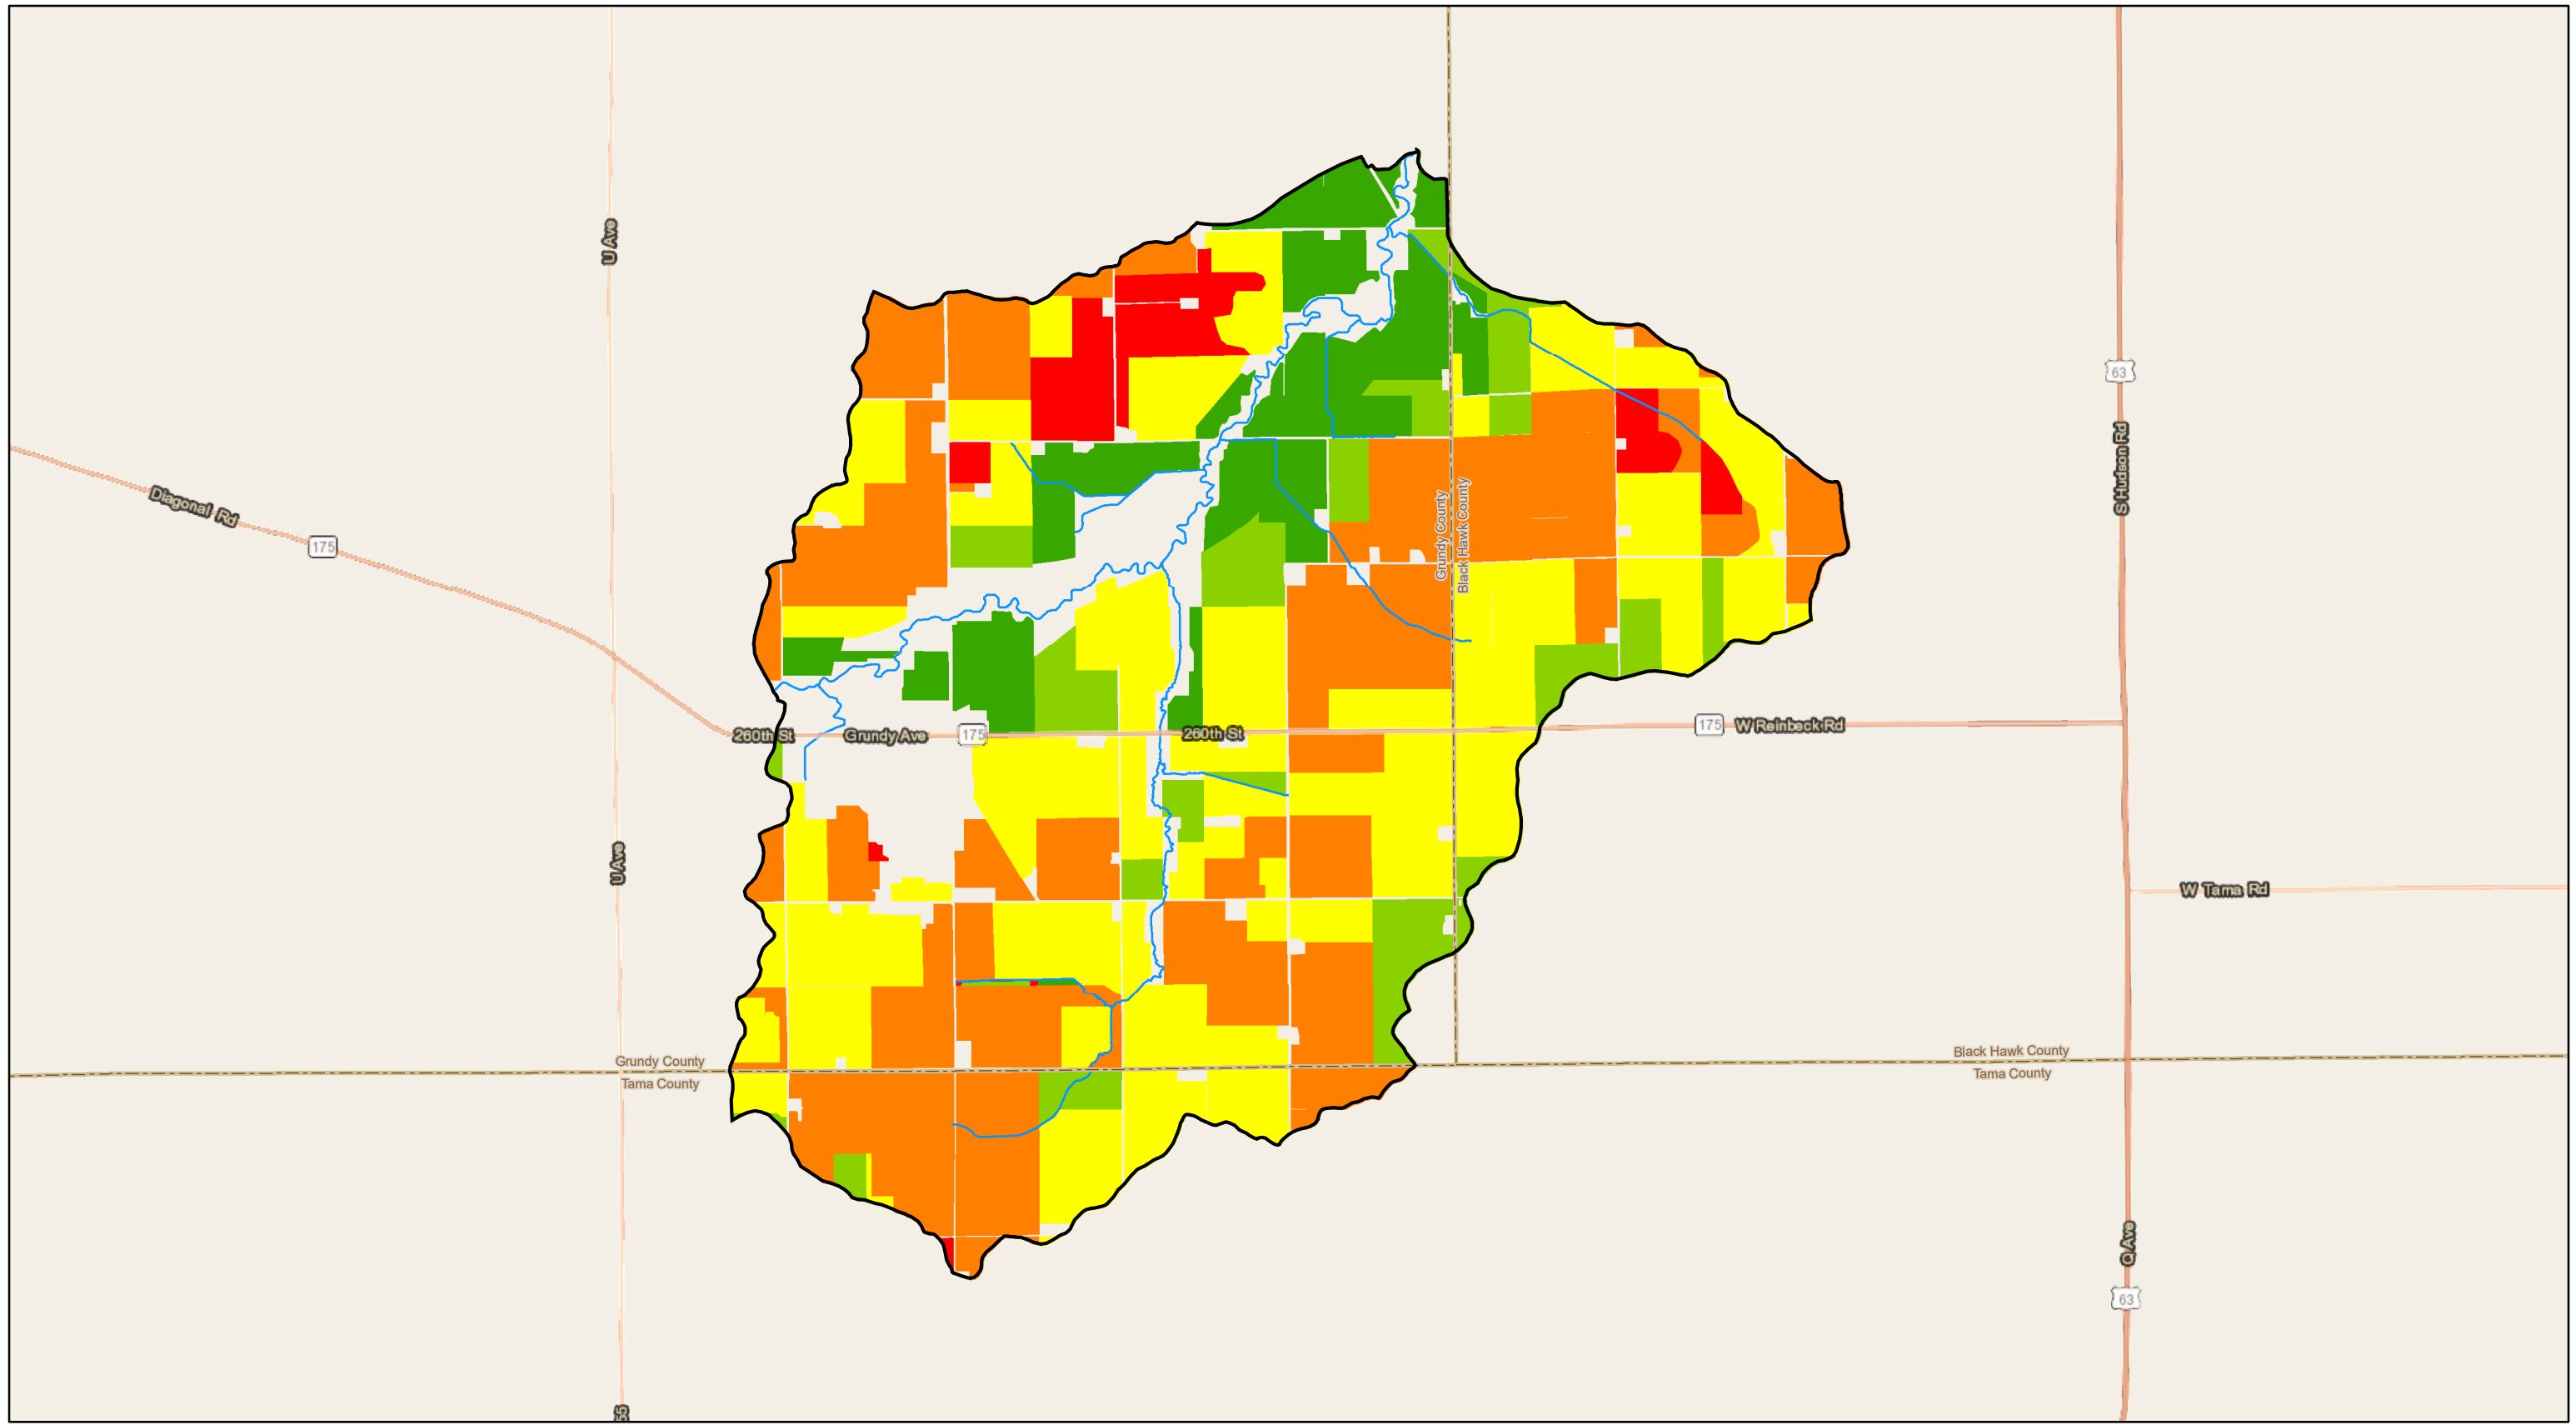 U Ave
63
S Hudson Rd
Diagonal Rd
175
Grundy County
Black Hawk County
260th St
Grundy Ave
175
260th St
175
W Reinbeck Rd
U Ave
W Tama Rd
Grundy County
Tama County
Black Hawk County
Tama County
Q Ave
63
55